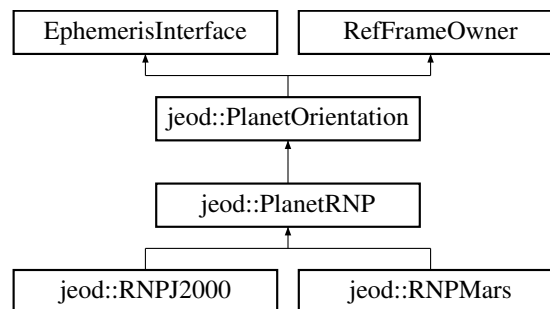 EphemerisInterface
RefFrameOwner
jeod::PlanetOrientation
jeod::PlanetRNP
jeod::RNPJ2000
jeod::RNPMars